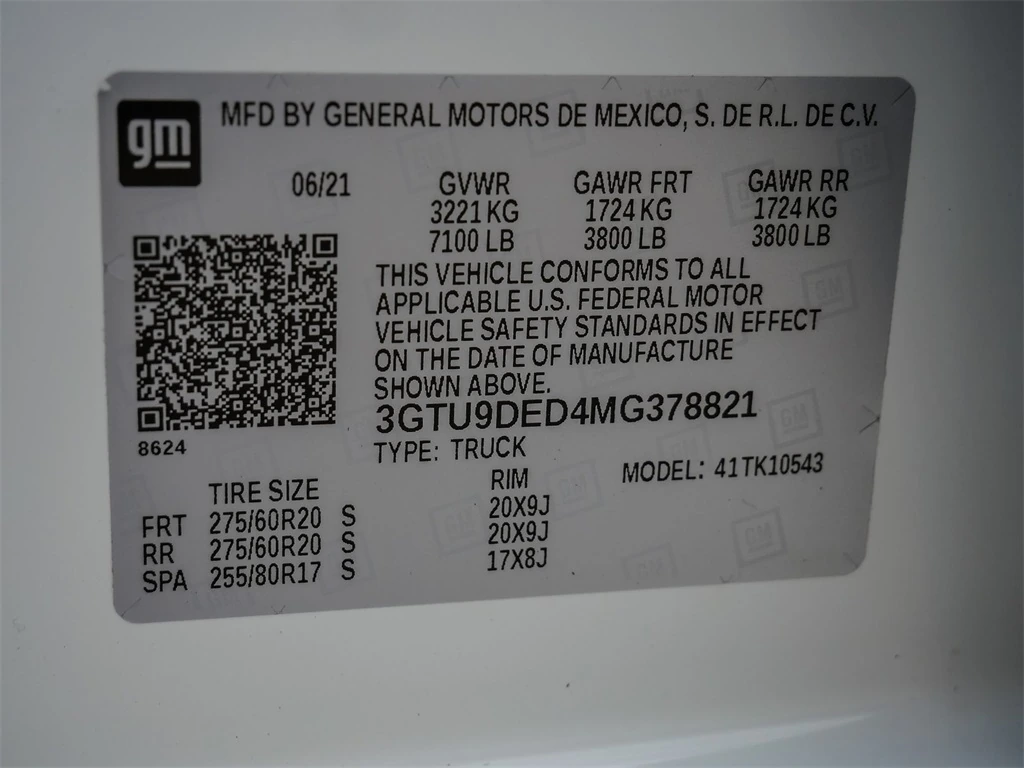 gm
MFD BY GENERAL MOTORS DE MEXICO, S. DE R.L. DE C.V.
06/21 GVWR GAWR FRT GAWR RR
3221 KG 1724 KG 1724 KG
7100 LB 3800 LB 3800 LB
THIS VEHICLE CONFORMS TO ALL
APPLICABLE U.S. FEDERAL MOTOR
VEHICLE SAFETY STANDARDS IN EFFECT
ON THE DATE OF MANUFACTURE
SHOWN ABOVE.
3GTU9DED4MG378821
8624
TYPE: TRUCK
MODEL: 41TK10543
TIRE SIZE RIM
FRT 275/60R20 S 20X9J
RR 275/60R20 S 20X9J
SPA 255/80R17 S 17X8J